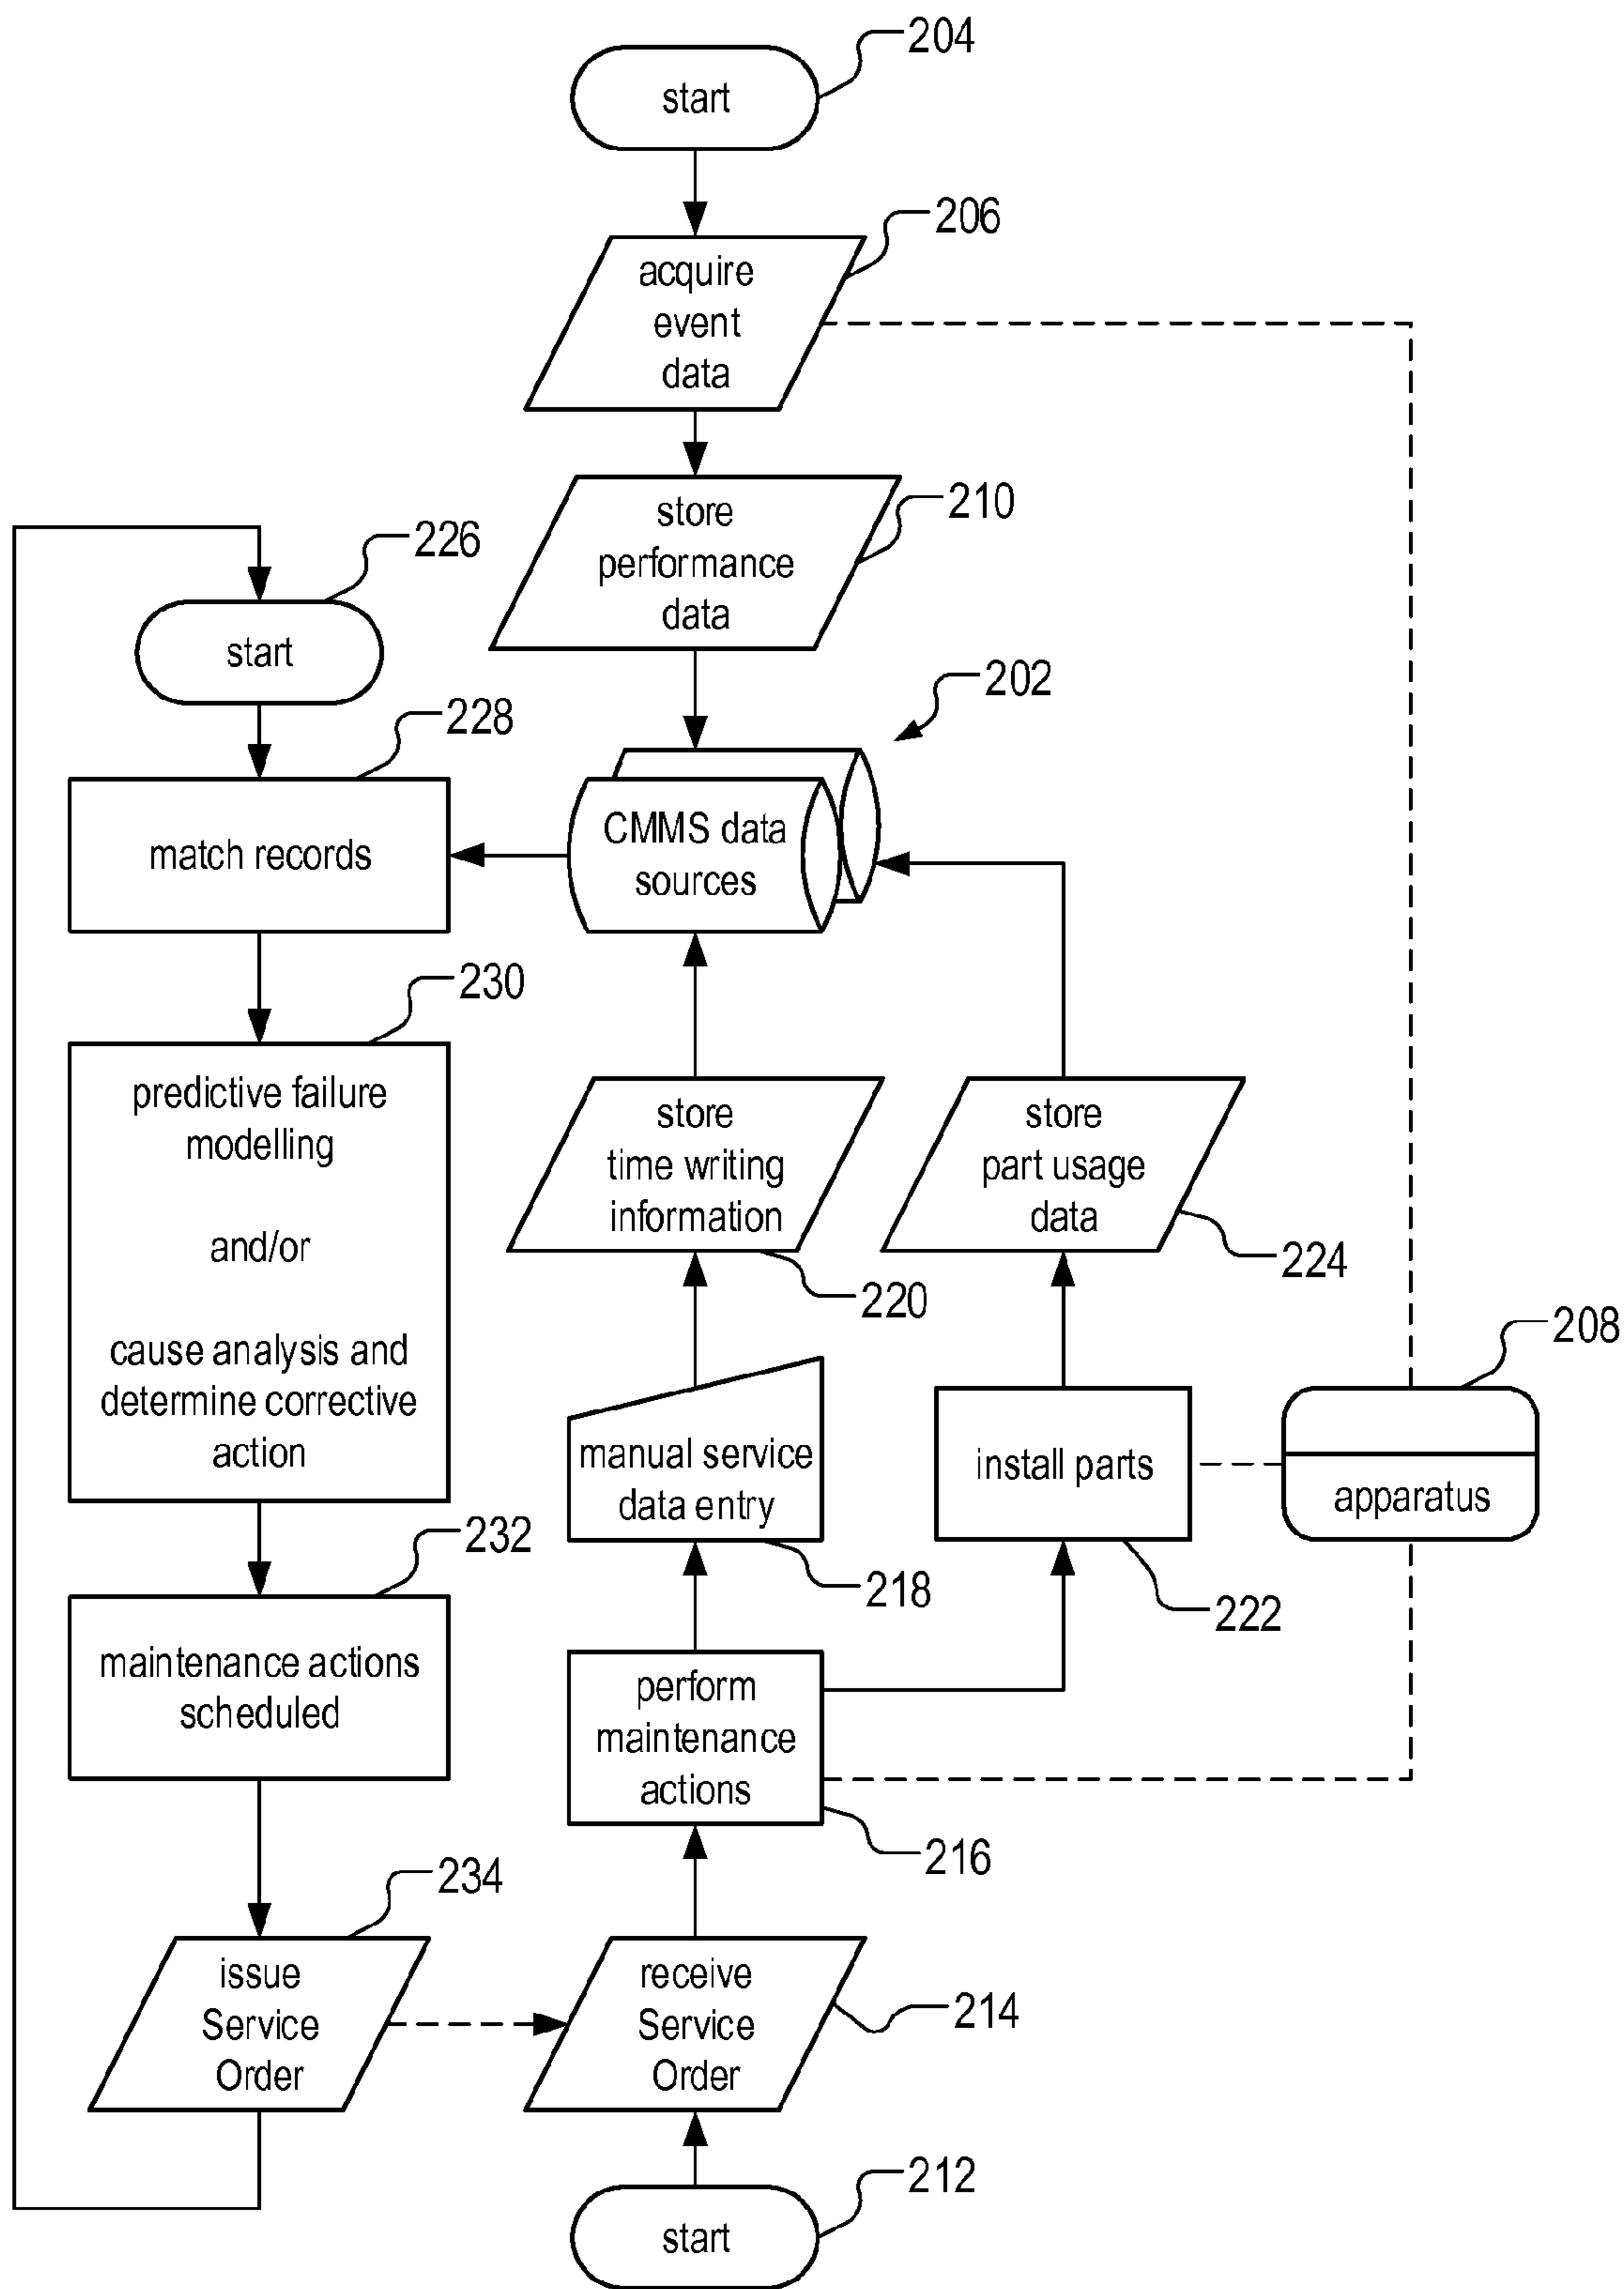 204
start
206
acquire
event
data
210
store
performance
data
226
start
202
228
match records
CMMS data
sources
230
predictive failure
modelling
and/or
cause analysis and
determine corrective
action
store
time writing
information
220
store
part usage
data
224
208
manual service
data entry
218
install parts
222
apparatus
232
maintenance actions
scheduled
perform
maintenance
actions
216
234
issue
Service
Order
receive
Service
Order
214
212
start